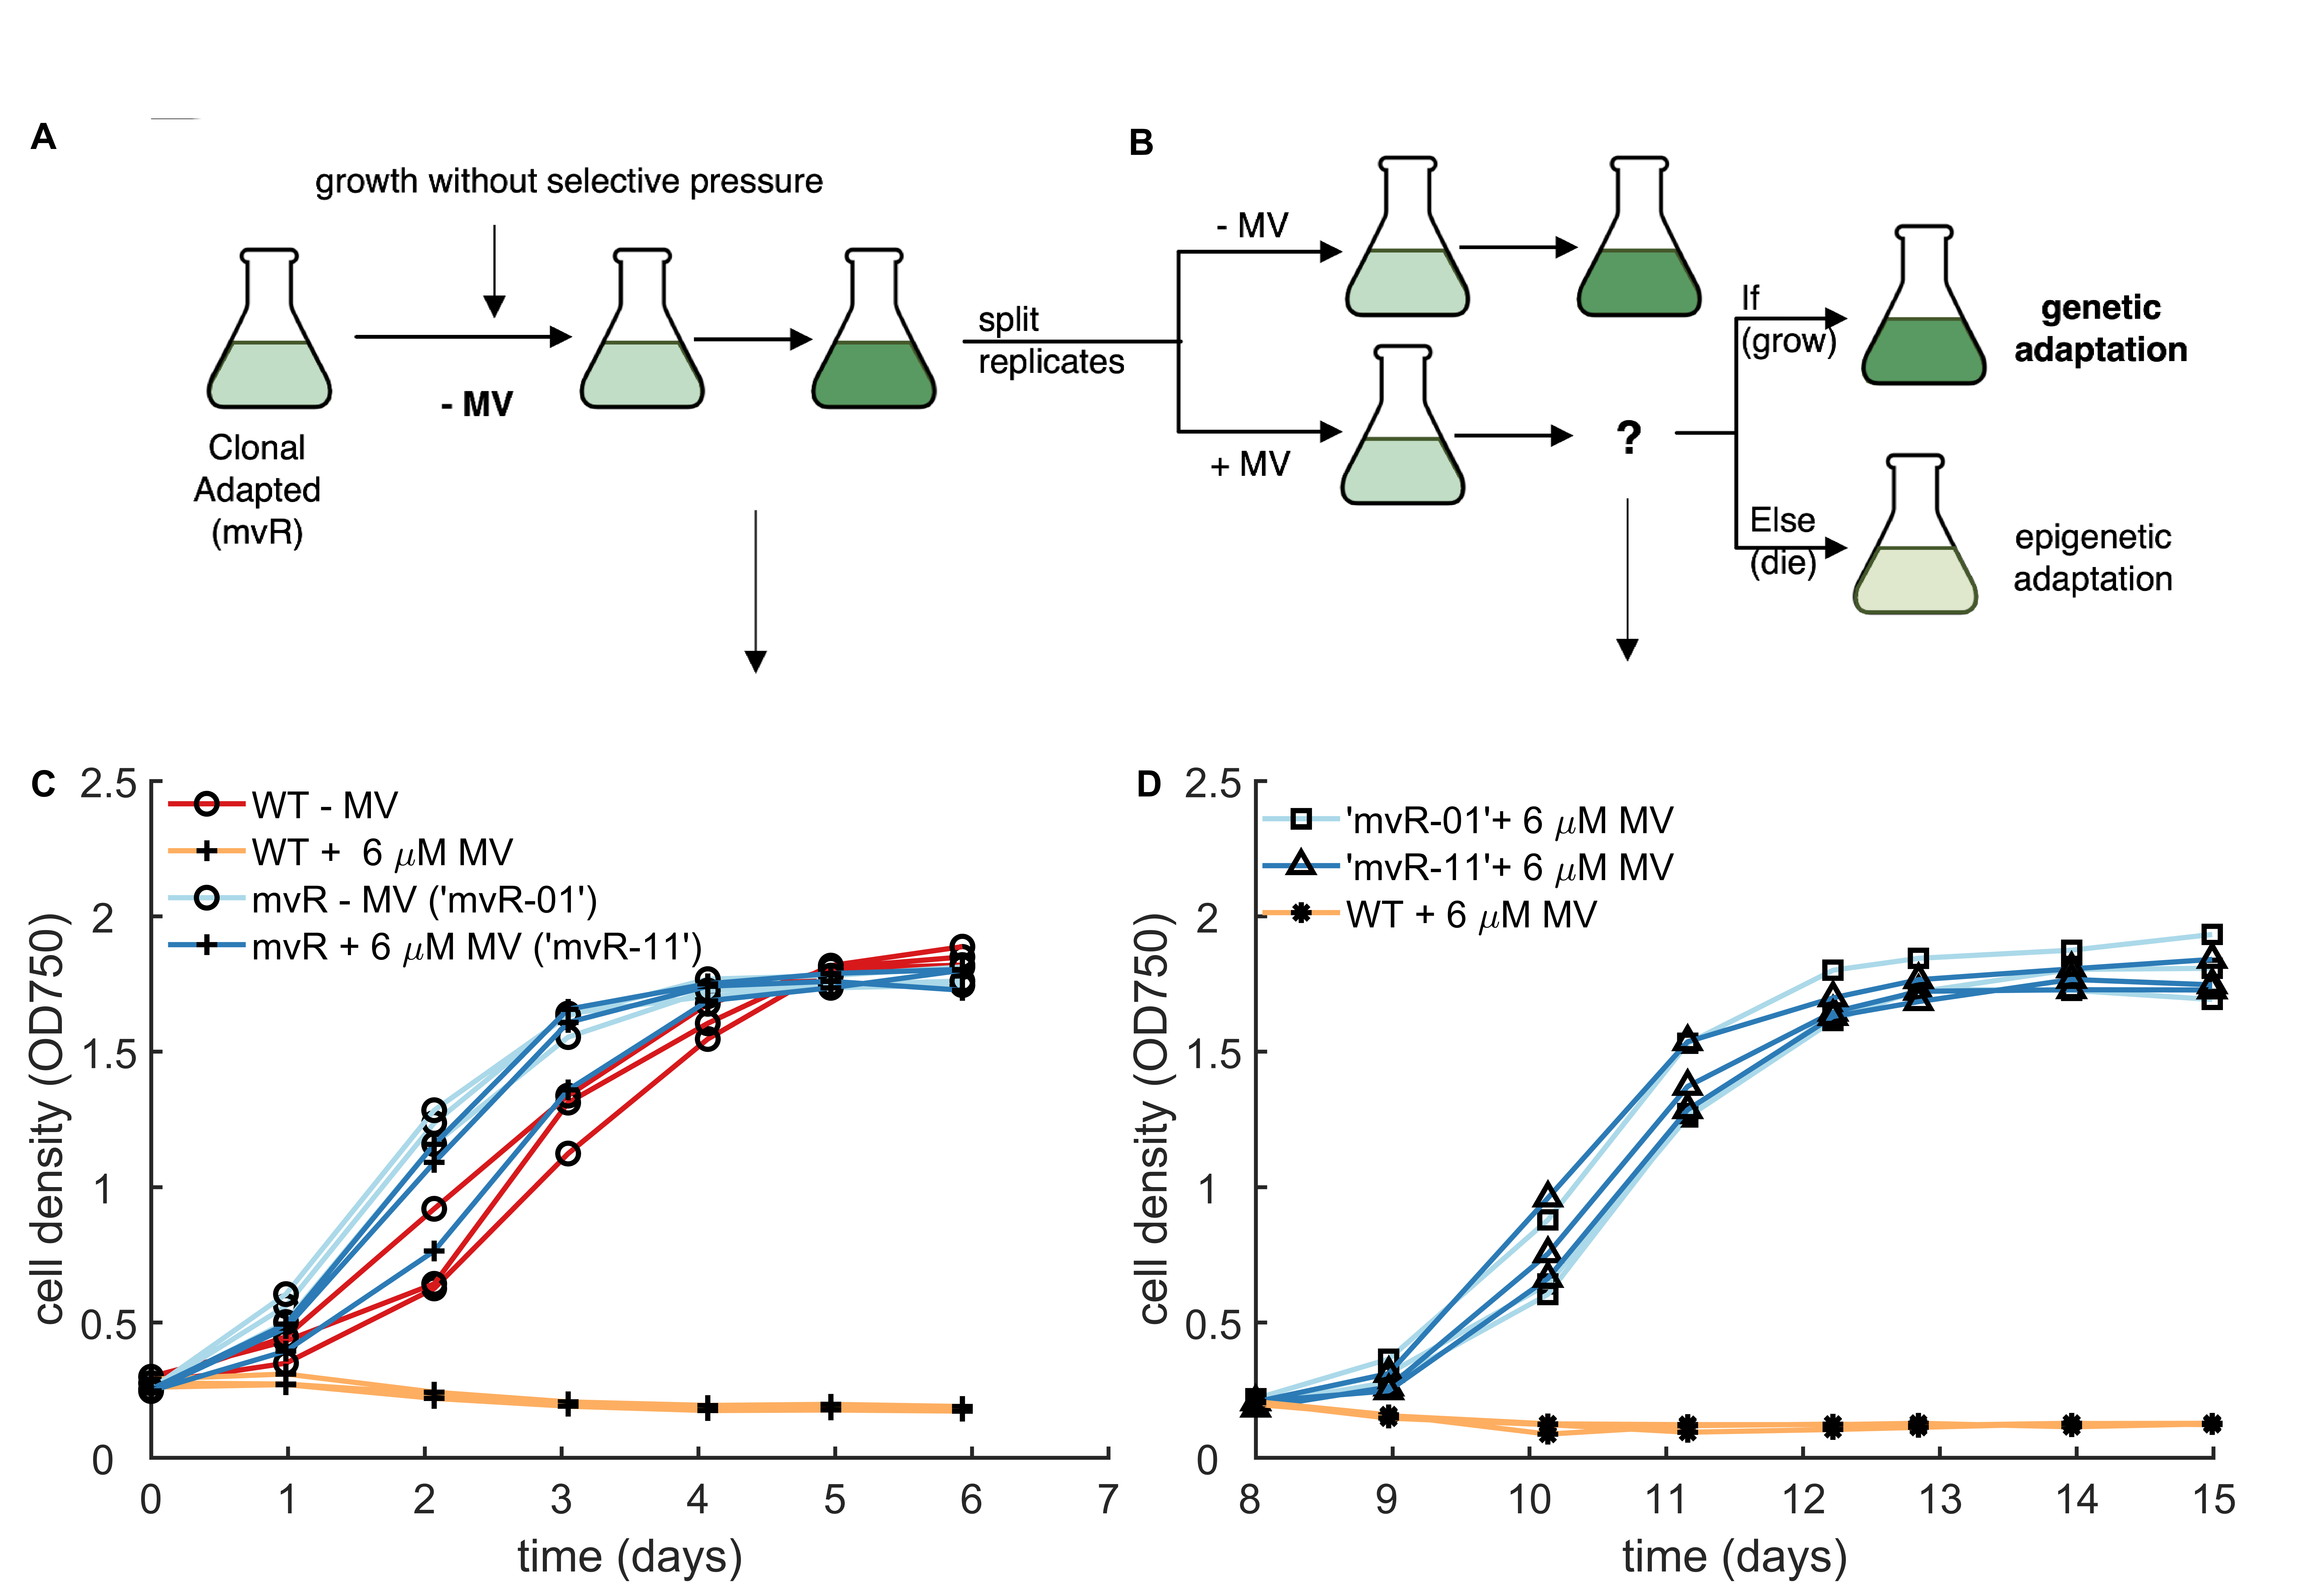 A
growth without selective pressure
- MV
Clonal
Adapted
(mvR)
split
replicates
B
- MV
+ MV
?
If
(grow)
genetic
adaptation
Else
(die)
epigenetic
adaptation
C
WT - MV
WT + 6 μM MV
mvR - MV ('mvR-01')
mvR + 6 μM MV ('mvR-11')
cell density (OD750)
2.5
2
1.5
1
0.5
0
0 1 2 3 4 5 6 7
time (days)
D
'mvR-01'+ 6 μM MV
'mvR-11'+ 6 μM MV
WT + 6 μM MV
cell density (OD750)
2.5
2
1.5
1
0.5
0
8 9 10 11 12 13 14 15
time (days)